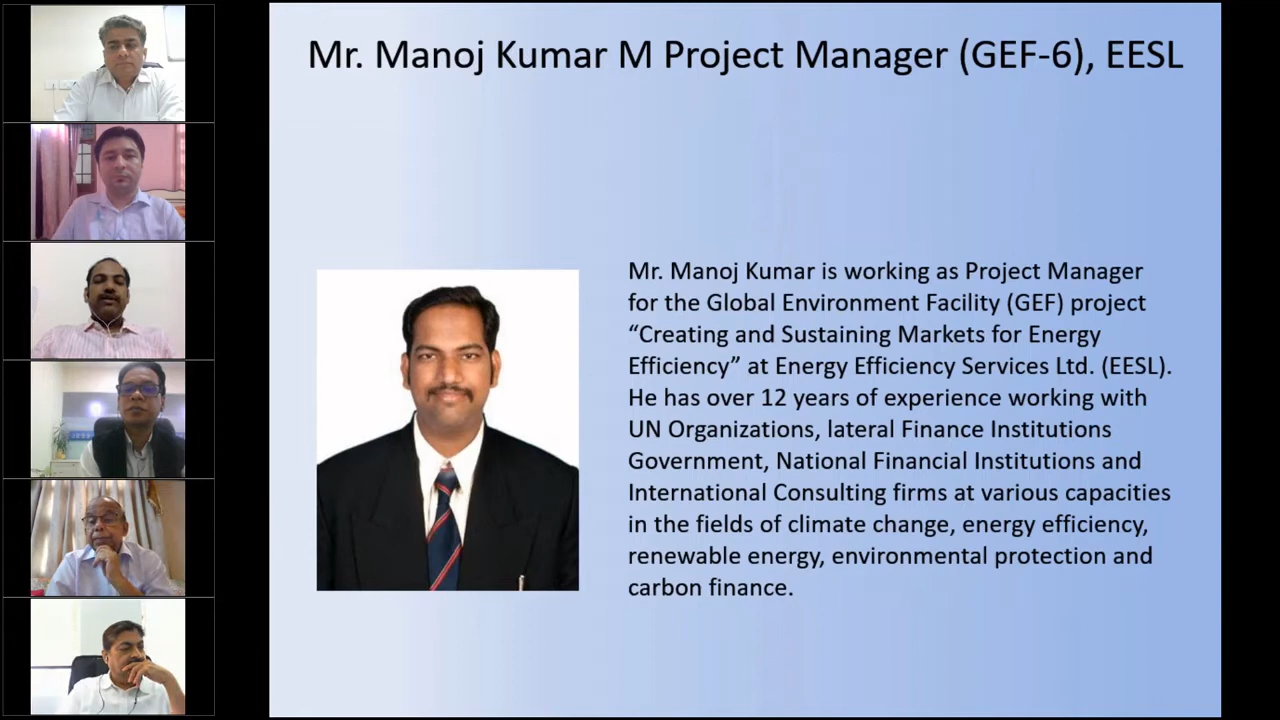 Mr. Manoj Kumar M Project Manager (GEF-6), EESL
Mr. Manoj Kumar is working as Project Manager
for the Global Environment Facility (GEF) project
“Creating and Sustaining Markets for Energy
Efficiency” at Energy Efficiency Services Ltd. (EESL).
He has over 12 years of experience working with
UN Organizations, lateral Finance Institutions
Government, National Financial Institutions and
International Consulting firms at various capacities
in the fields of climate change, energy efficiency,
renewable energy, environmental protection and
carbon finance.